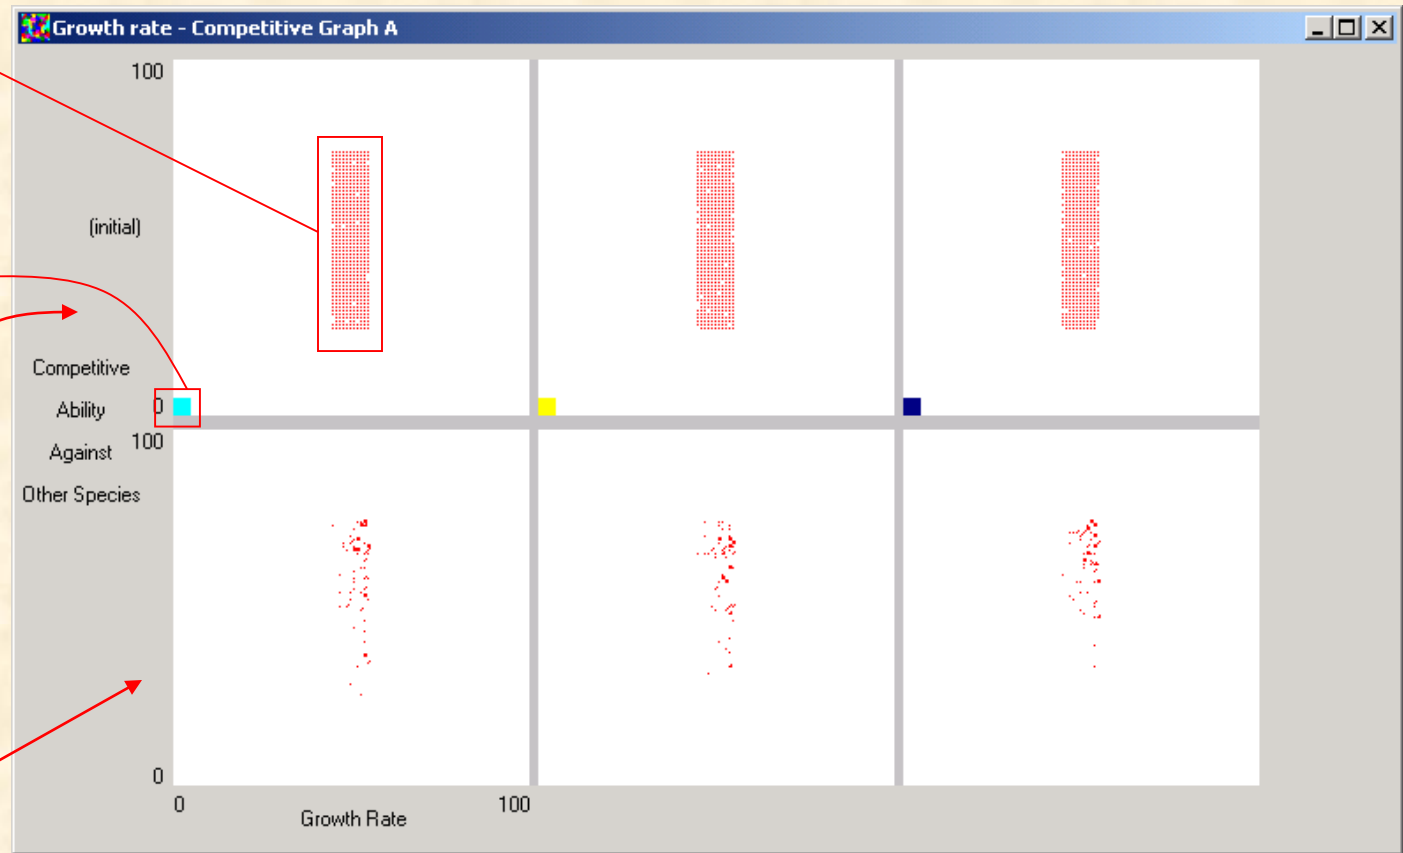 Growth rate - Competitive Graph A
100
(initial)
Competitive
Ability
0
Against
100
Other Species
0
0
100
Growth Rate